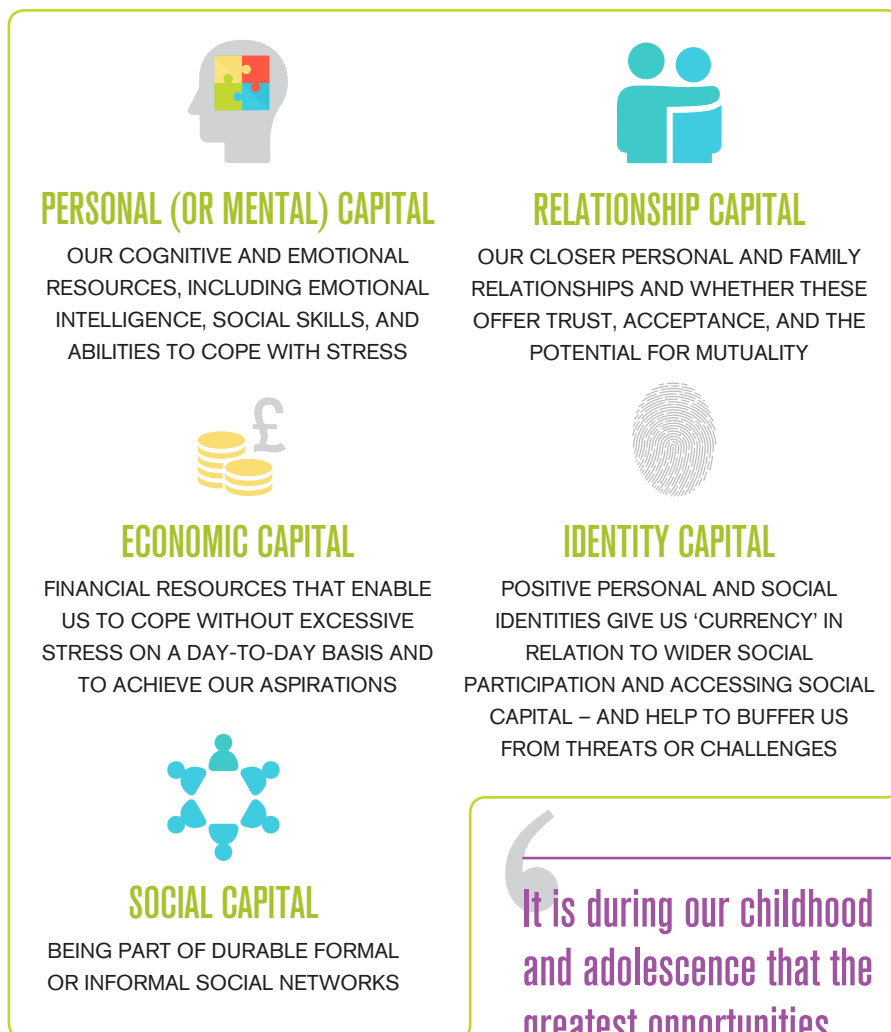 PERSONAL (OR MENTAL) CAPITAL
OUR COGNITIVE AND EMOTIONAL
RESOURCES, INCLUDING EMOTIONAL
INTELLIGENCE, SOCIAL SKILLS, AND
ABILITIES TO COPE WITH STRESS
RELATIONSHIP CAPITAL
OUR CLOSER PERSONAL AND FAMILY
RELATIONSHIPS AND WHETHER THESE
OFFER TRUST, ACCEPTANCE, AND THE
POTENTIAL FOR MUTUALITY
£
ECONOMIC CAPITAL
FINANCIAL RESOURCES THAT ENABLE
US TO COPE WITHOUT EXCESSIVE
STRESS ON A DAY-TO-DAY BASIS AND
TO ACHIEVE OUR ASPIRATIONS
IDENTITY CAPITAL
POSITIVE PERSONAL AND SOCIAL
IDENTITIES GIVE US ‘CURRENCY’ IN
RELATION TO WIDER SOCIAL
PARTICIPATION AND ACCESSING SOCIAL
CAPITAL – AND HELP TO BUFFER US
FROM THREATS OR CHALLENGES
SOCIAL CAPITAL
BEING PART OF DURABLE FORMAL
OR INFORMAL SOCIAL NETWORKS
‘
It is during our childhood
and adolescence that the
greatest opportunities